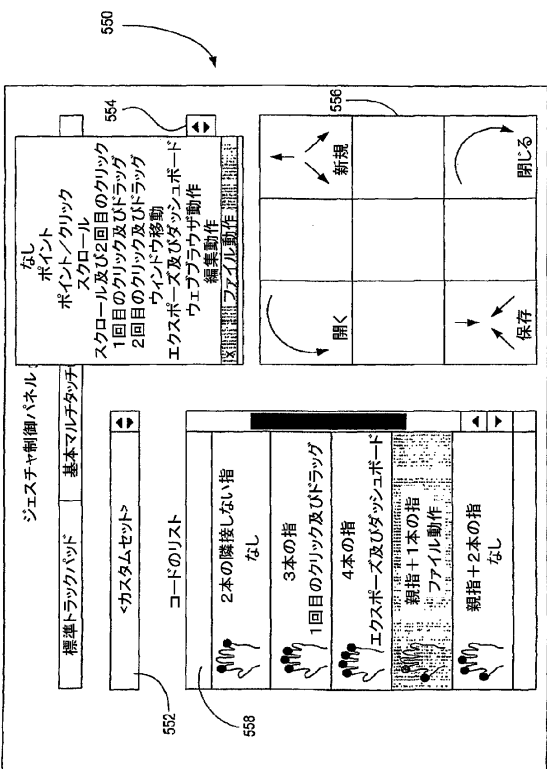 550
ジェスチャ制御パネル:
標準トラックパッド
基本マルチタッチ
554
なし
ポイント
ポイント/クリック
スクロール
スクロール及び2回目のクリック
1回目のクリック及びドラッグ
2回目のクリック及びドラッグ
ウィンドウ移動
エクスポーズ及びダッシュボード
ウェブブラウザ動作
編集動作
ファイル動作
552
<カスタムセット>
コードのリスト
558
2本の隣接しない指
なし
3本の指
1回目のクリック及びドラッグ
4本の指
エクスポーズ及びダッシュボード
親指+1本の指
ファイル動作
親指+2本の指
なし
556
開く
新規
保存
閉じる